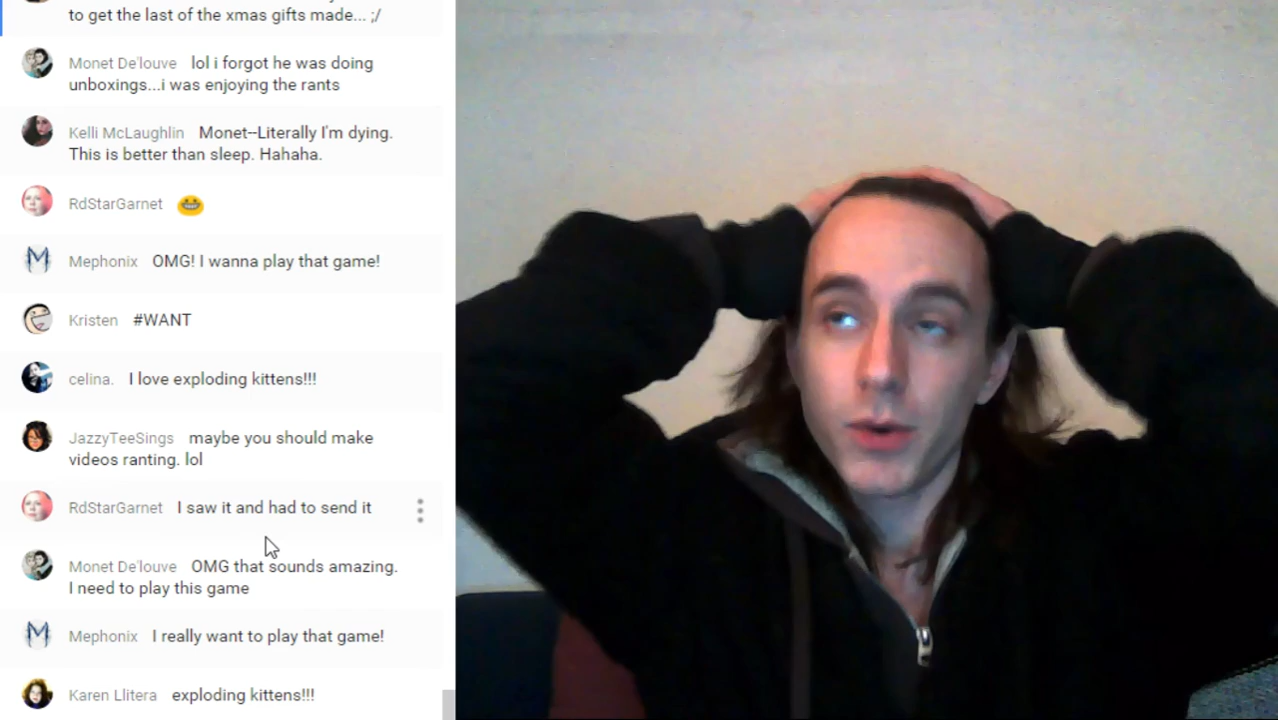 to get the last of the xmas gifts made... ;/
Monet De'louve lol i forgot he was doing
unboxings...i was enjoying the rants
Kelli McLaughlin Monet--Literally I'm dying.
This is better than sleep. Hahaha.
RdStarGarnet
Mephonix OMG! I wanna play that game!
Kristen #WANT
celina. I love exploding kittens!!!
JazzyTeeSings maybe you should make
videos ranting. lol
RdStarGarnet I saw it and had to send it
Monet De'louve OMG that sounds amazing.
I need to play this game
Mephonix I really want to play that game!
Karen Llitera exploding kittens!!!